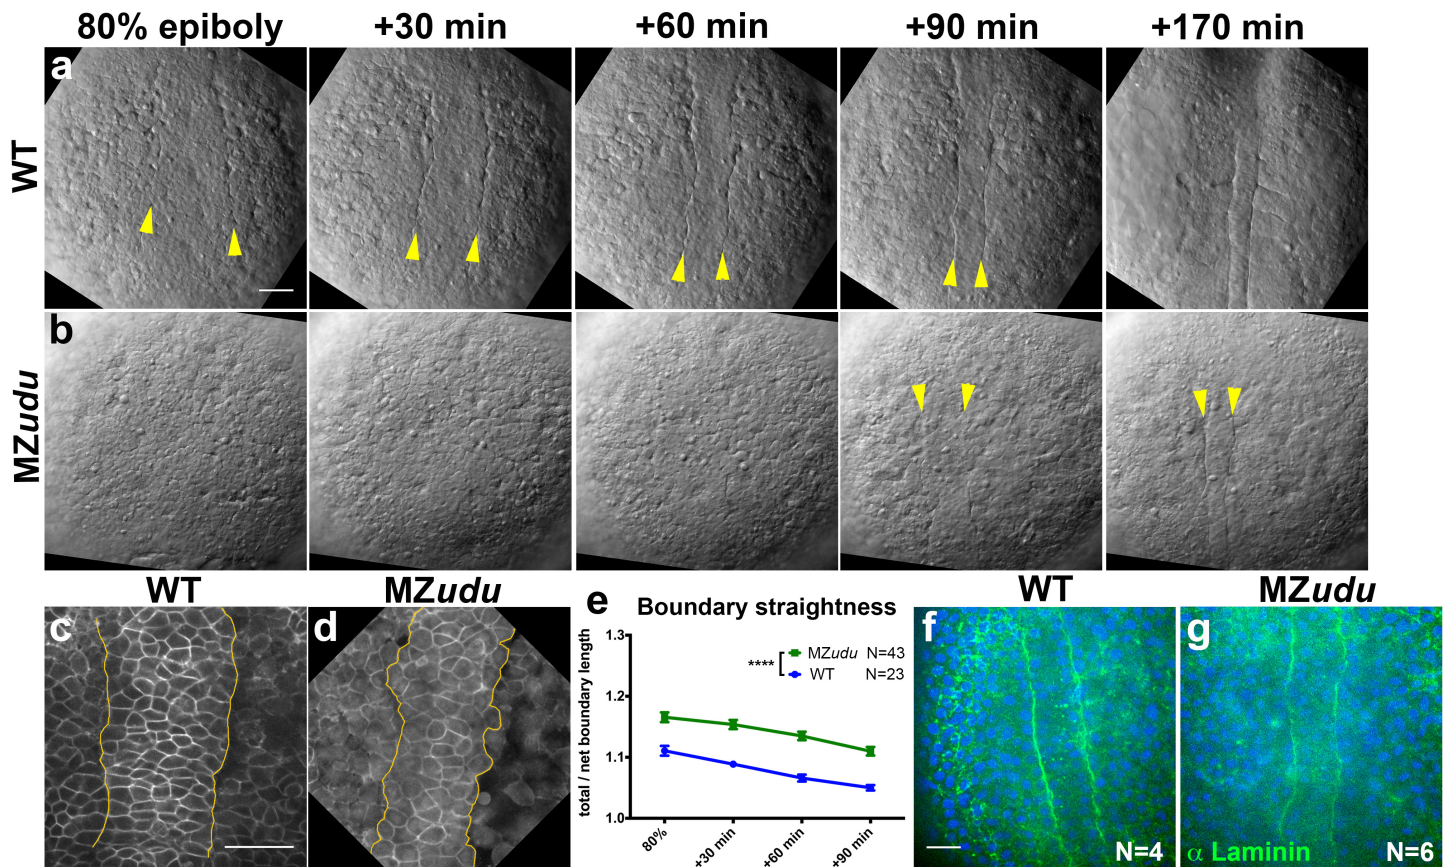 80% epiboly +30 min +60 min +90 min +170 min
a
WT
b
MZudu
WT MZudu
c
d
e
Boundary straightness
total / net boundary length
1.3
1.2
1.1
1.0
MZudu N=43
WT N=23
****
80% +30 min +60 min +90 min
WT MZudu
f
N=4
g
α Laminin N=6